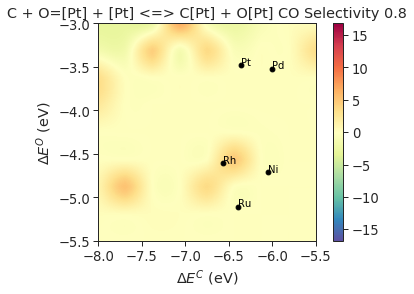 C + O=[Pt] + [Pt] <=> C[Pt] + O[Pt] CO Selectivity 0.8
−3.0
−3.5
−4.0
−4.5
−5.0
−5.5
ΔE^O (eV)
Pt
Pd
Rh
Ni
Ru
−8.0 −7.5 −7.0 −6.5 −6.0 −5.5
ΔE^C (eV)
15
10
5
0
−5
−10
−15